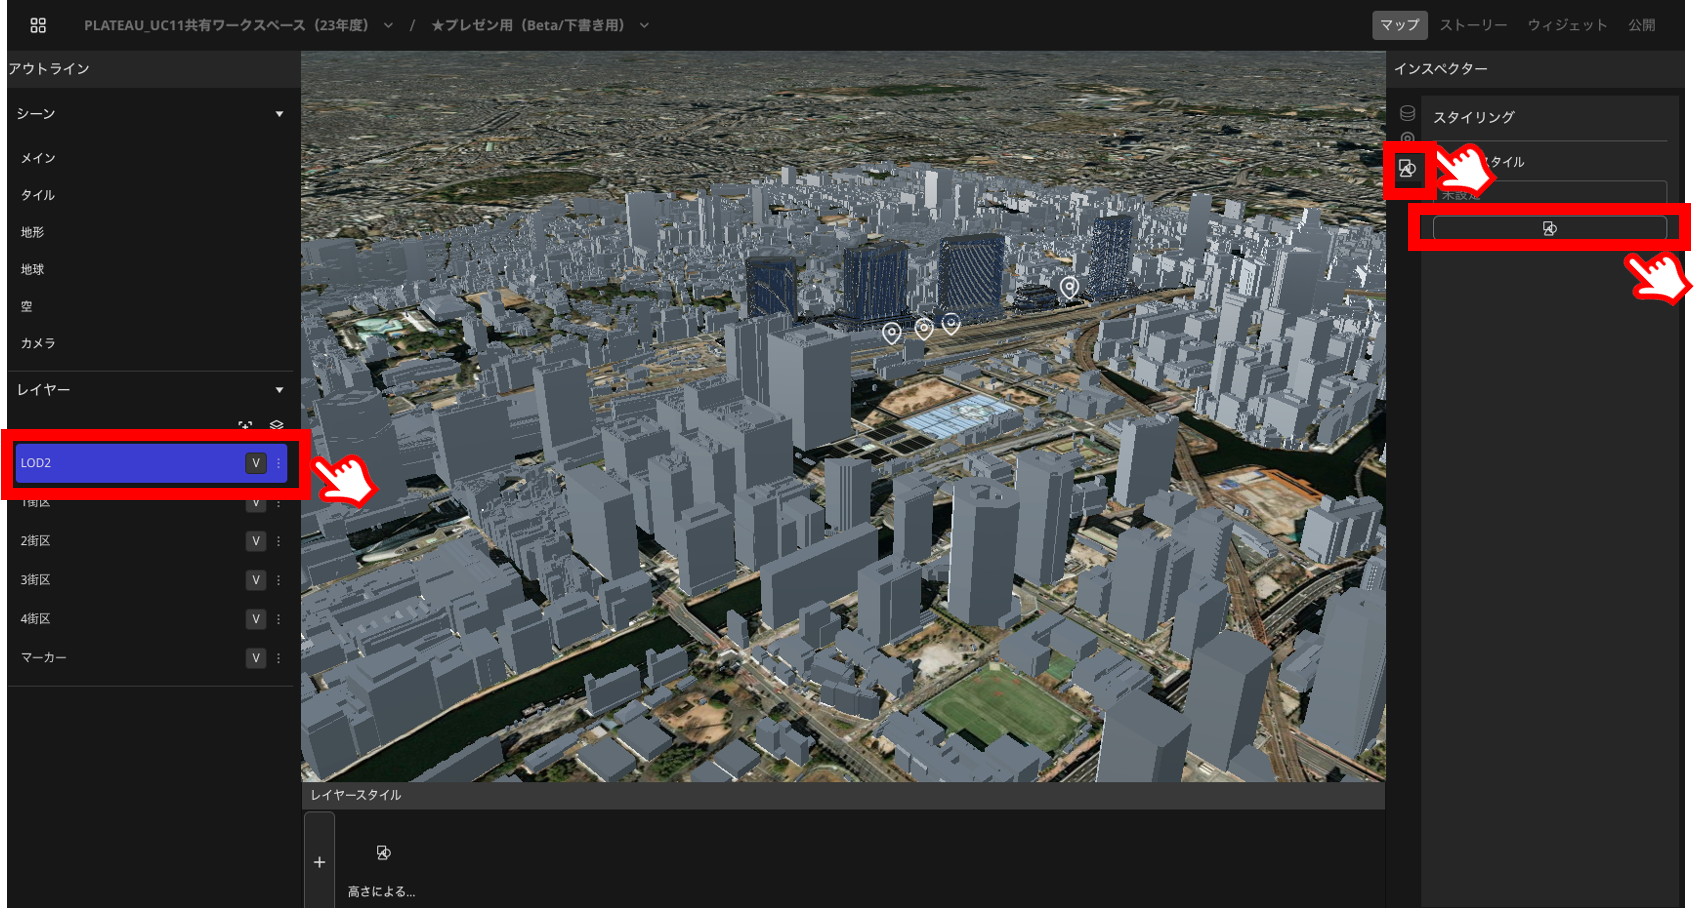 PLATEAU_UC11共有ワークスペース（23年度） / ★プレゼン用（Beta/下書き用）
マップ ストーリー ウィジェット 公開
アウトライン
シーン
メイン
タイル
地形
地球
空
カメラ
レイヤー
LOD2 V
1街区 V
2街区 V
3街区 V
4街区 V
マーカー V
レイヤースタイル
+
高さによる...
インスペクター
スタイリング
スタイル
未設定